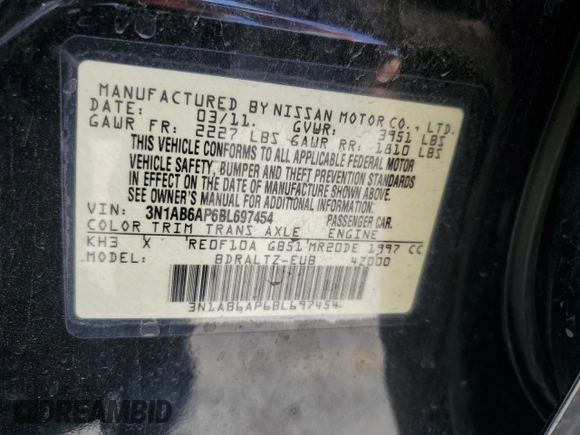 MANUFACTURED BY NISSAN MOTOR CO., LTD.
DATE: 03/11. GVWR: 3951 LBS
GAWR FR: 2227 LBS GAWR RR: 1810 LBS
THIS VEHICLE CONFORMS TO ALL APPLICABLE FEDERAL MOTOR
VEHICLE SAFETY, BUMPER AND THEFT PREVENTION STANDARDS
IN EFFECT ON THE DATE OF MANUFACTURE SHOWN ABOVE.
SEE OWNER'S MANUAL FOR ADDITIONAL INFORMATION.
VIN: 3N1AB6AP6BL697454 PASSENGER CAR
COLOR TRIM TRANS AXLE ENGINE
KH3 X RE0F10A GB51 MR20DE 1997 CC
MODEL: BDRALTZ-EUB 4Z000
3N1AB6AP6BL697454
DREAMBID